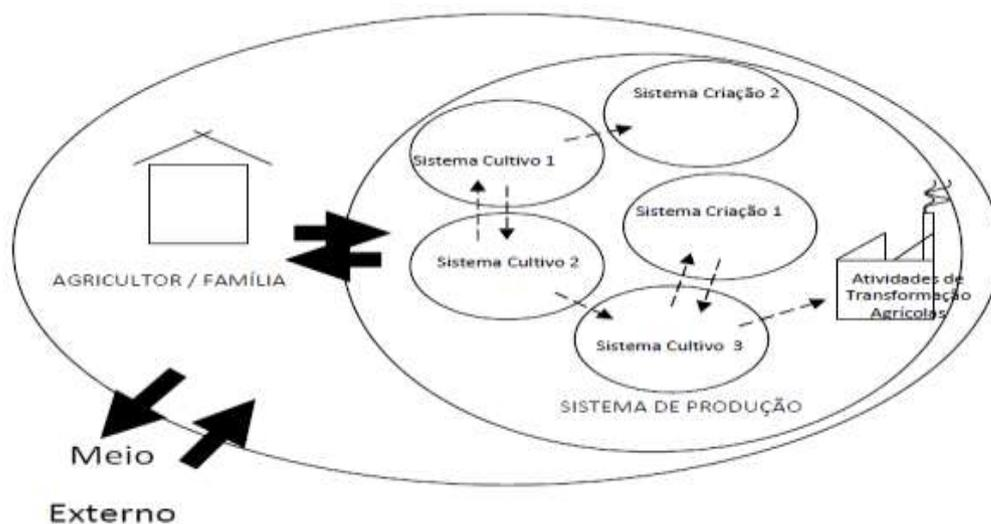 Sistema Criação 2
Sistema Cultivo 1
Sistema Criação 1
Sistema Cultivo 2
AGRICULTOR / FAMÍLIA
Atividades de
Transformação
Agrícolas
Sistema Cultivo 3
SISTEMA DE PRODUÇÃO
Meio
Externo